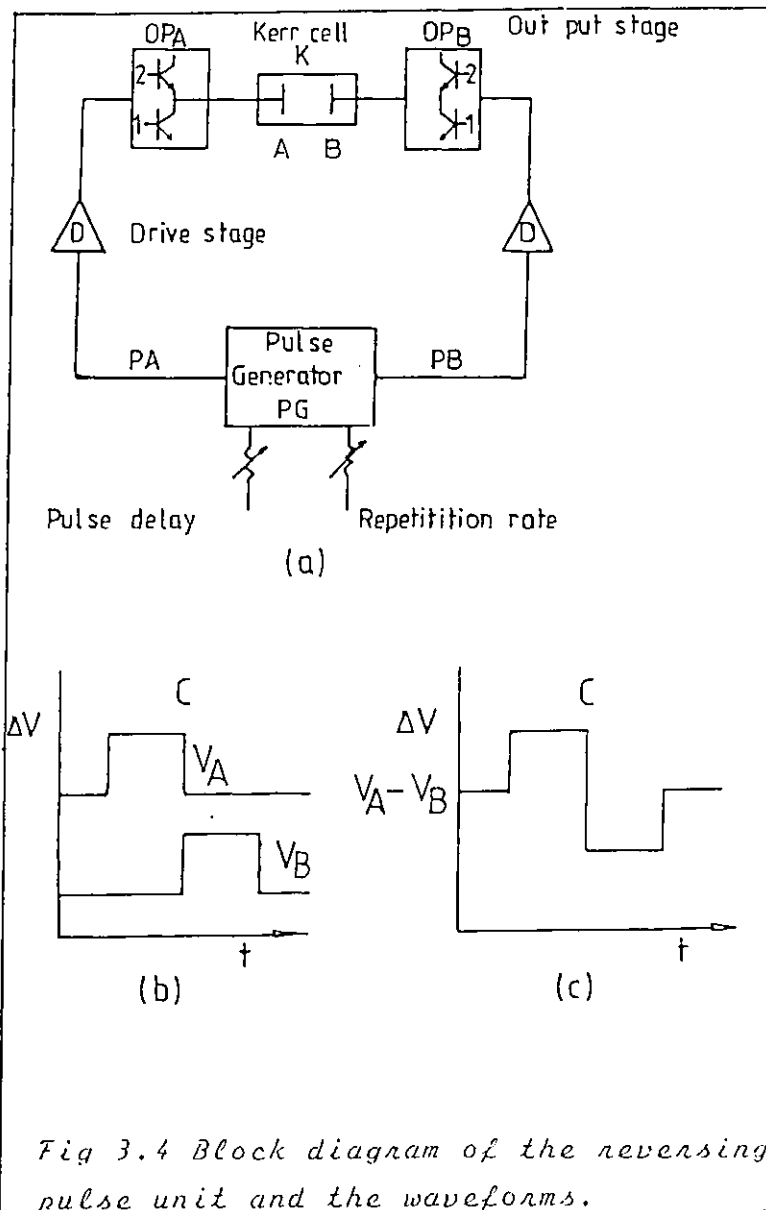 OPA Kerr cell OPB Out put stage
K
2 2
1 1
A B
D Drive stage D
PA Pulse PB
Generator
PG
Pulse delay Repetitition rate
(a)
C C
ΔV ΔV
VA VA-VB
VB
t t
(b) (c)
Fig 3.4 Block diagram of the reversing
pulse unit and the waveforms.